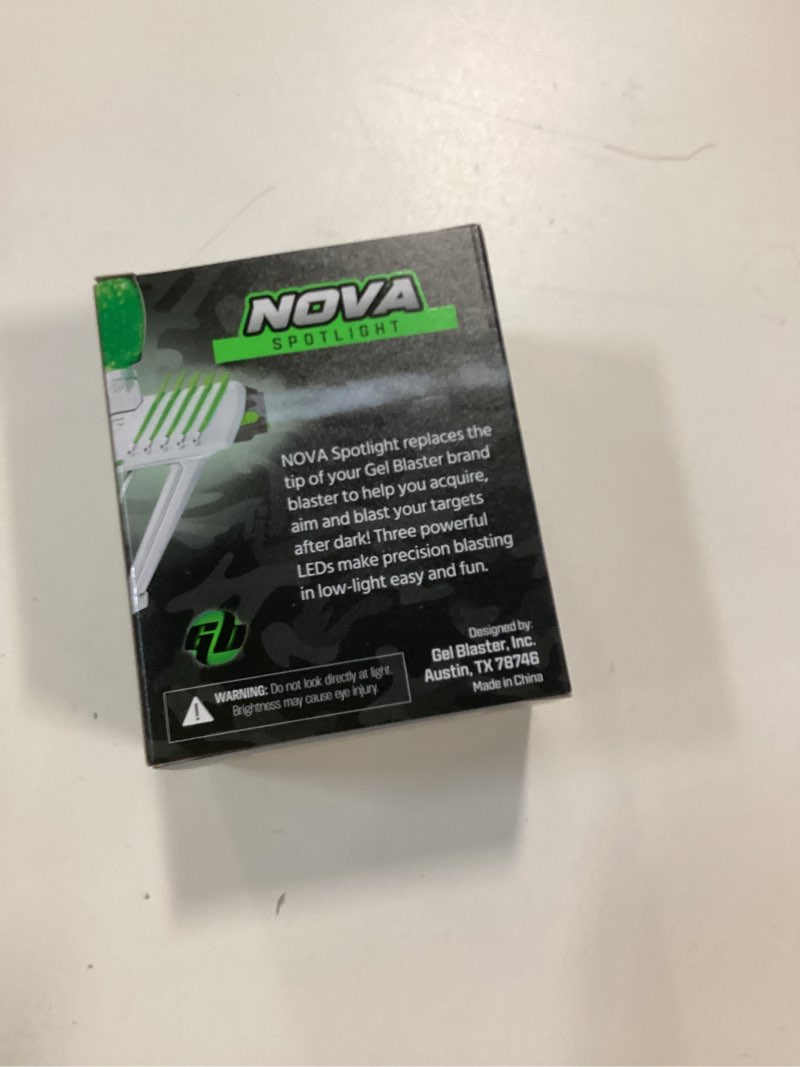 NOVA
SPOTLIGHT
NOVA Spotlight replaces the
tip of your Gel Blaster brand
blaster to help you acquire,
aim and blast your targets
after dark! Three powerful
LEDs make precision blasting
in low-light easy and fun.
Gb
Designed by:
Gel Blaster, Inc.
Austin, TX 78746
Made in China
WARNING: Do not look directly at light.
Brightness may cause eye injury.